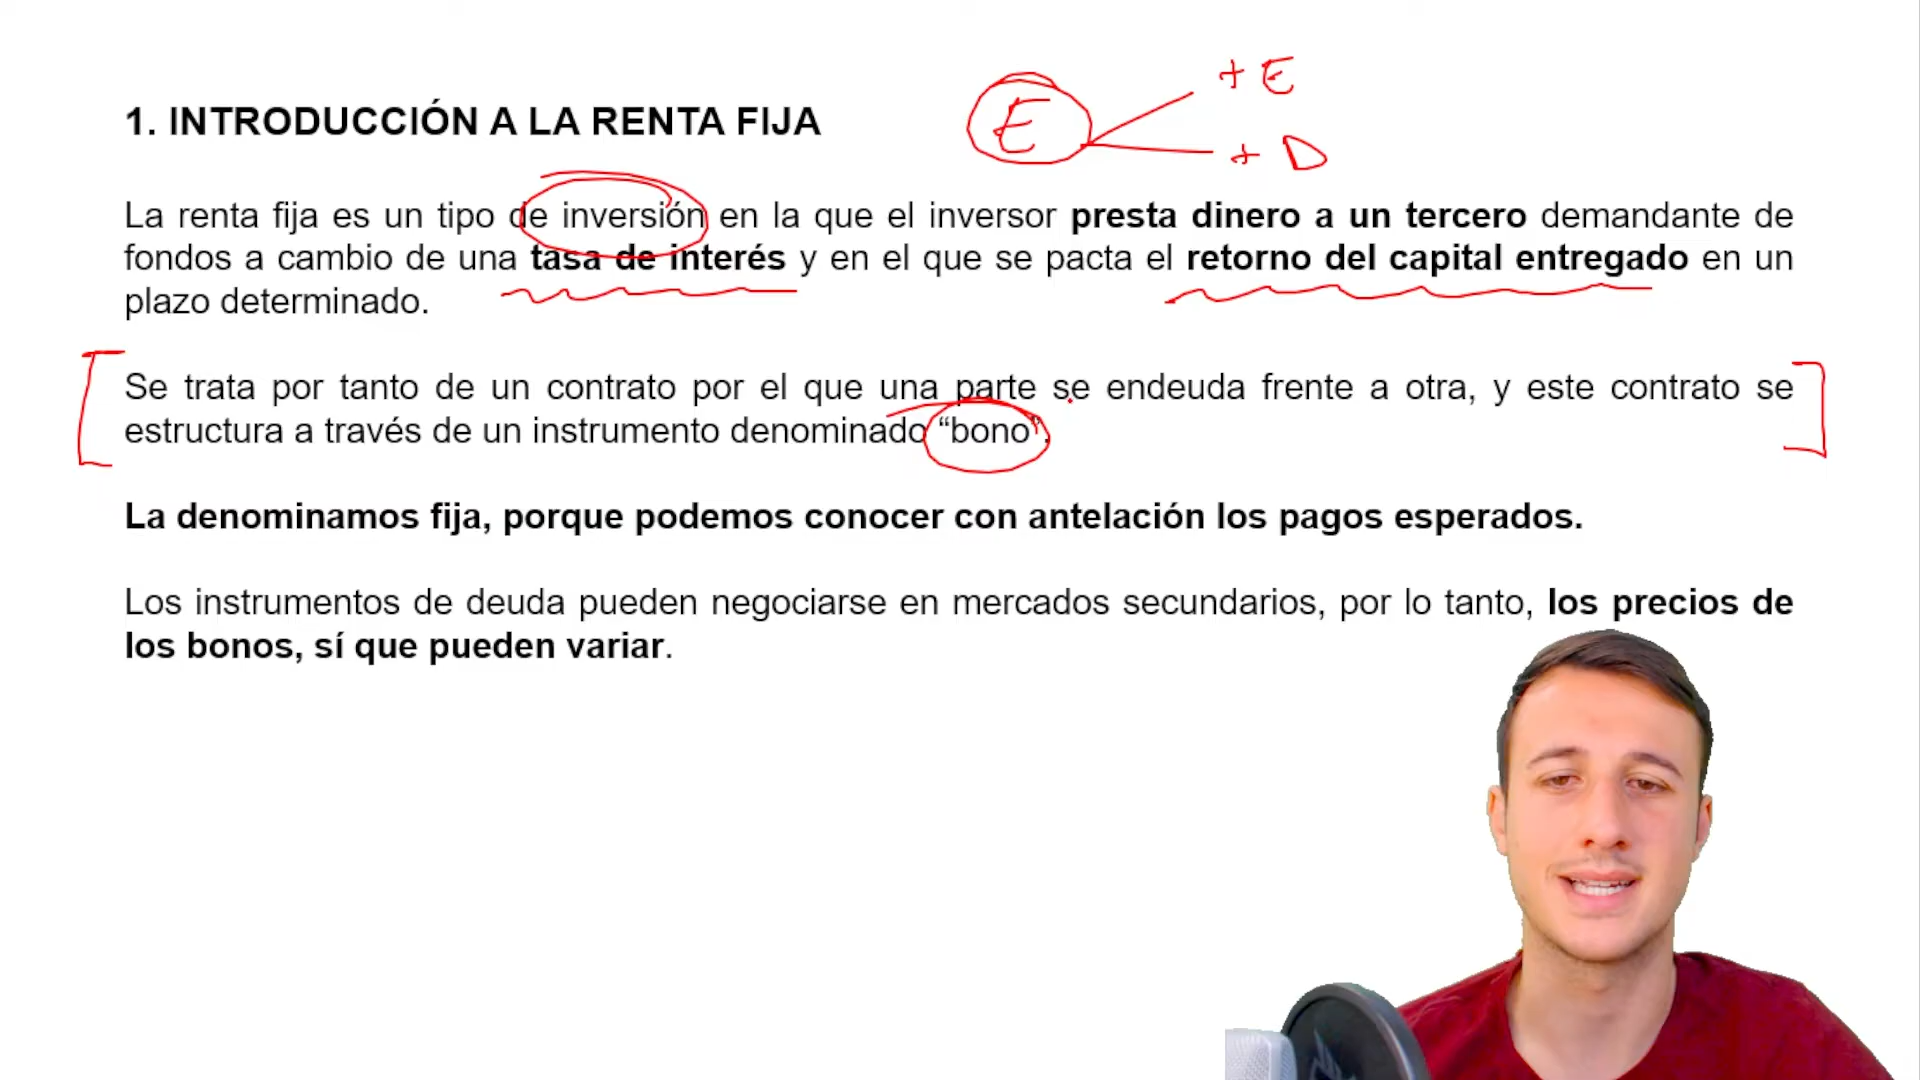 + E
E
+ D
1. INTRODUCCIÓN A LA RENTA FIJA
La renta fija es un tipo de inversión en la que el inversor presta dinero a un tercero demandante de
fondos a cambio de una tasa de interés y en el que se pacta el retorno del capital entregado en un
plazo determinado.
Se trata por tanto de un contrato por el que una parte se endeuda frente a otra, y este contrato se
estructura a través de un instrumento denominado “bono”.
La denominamos fija, porque podemos conocer con antelación los pagos esperados.
Los instrumentos de deuda pueden negociarse en mercados secundarios, por lo tanto, los precios de
los bonos, sí que pueden variar.